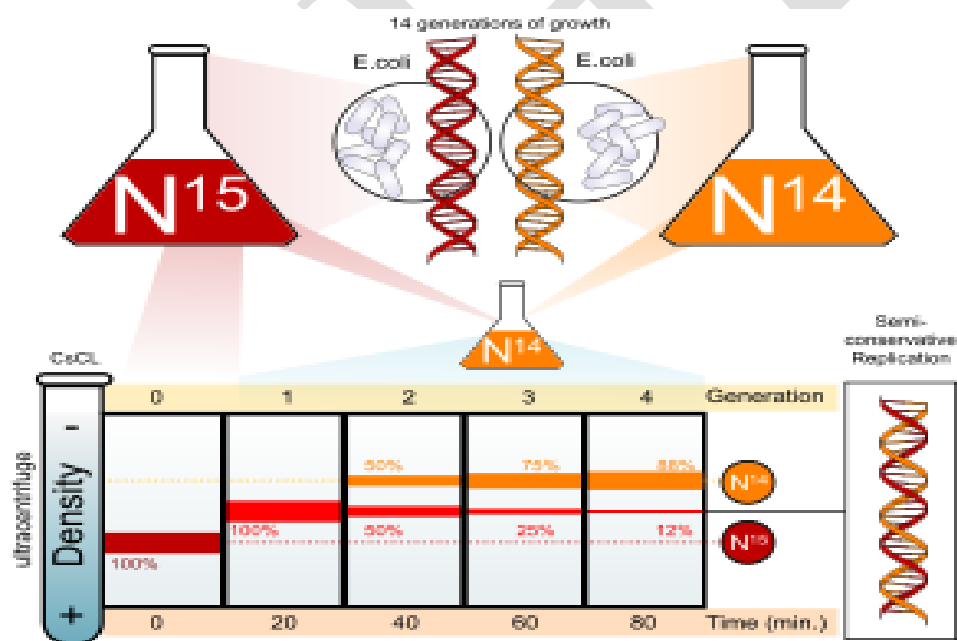 14 generations of growth
E.coli
E.coli
N15
N14
N14
Semi-
conservative
Replication
CsCL
0 1 2 3 4 Generation
ultracentrifuge
Density
-
+
50% 75% 88%
N14
100% 100% 50% 25% 12%
N15
0 20 40 60 80 Time (min.)